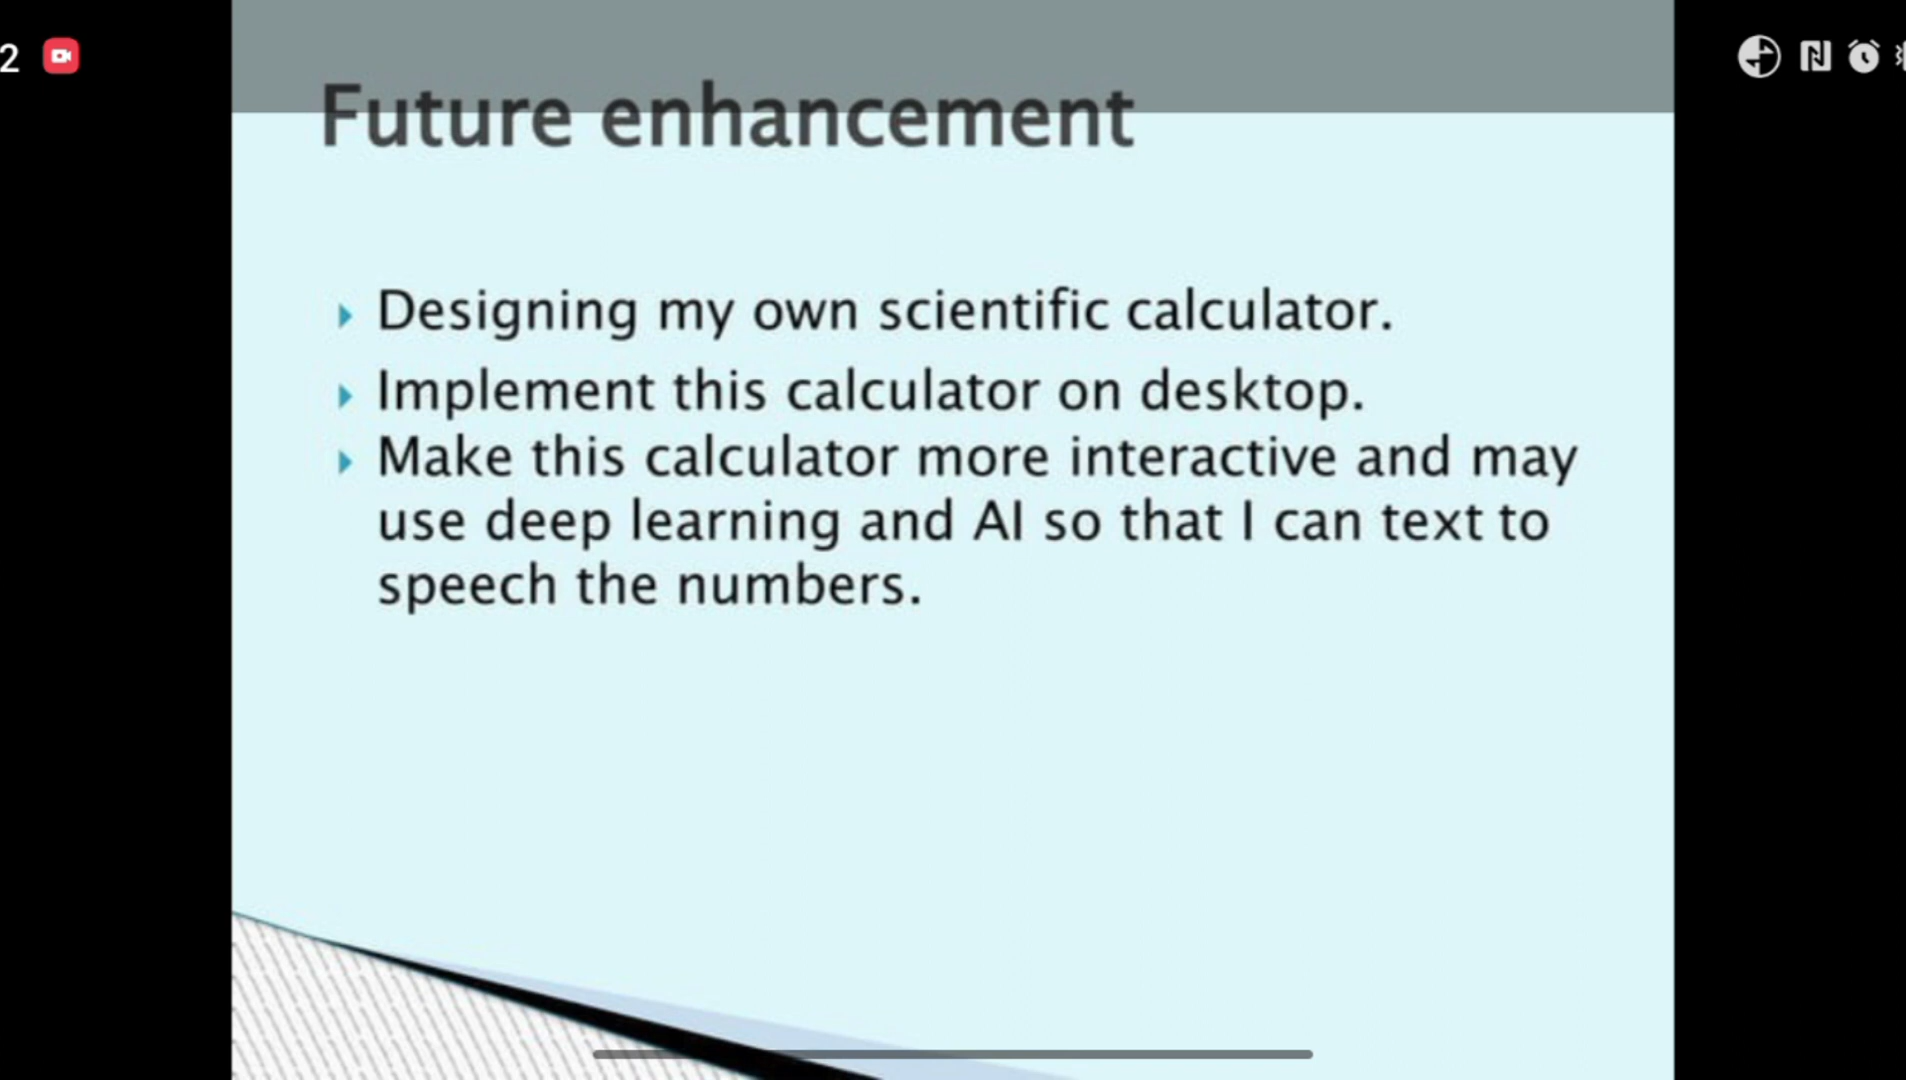 2
Future enhancement
Designing my own scientific calculator.
Implement this calculator on desktop.
Make this calculator more interactive and may
use deep learning and AI so that I can text to
speech the numbers.